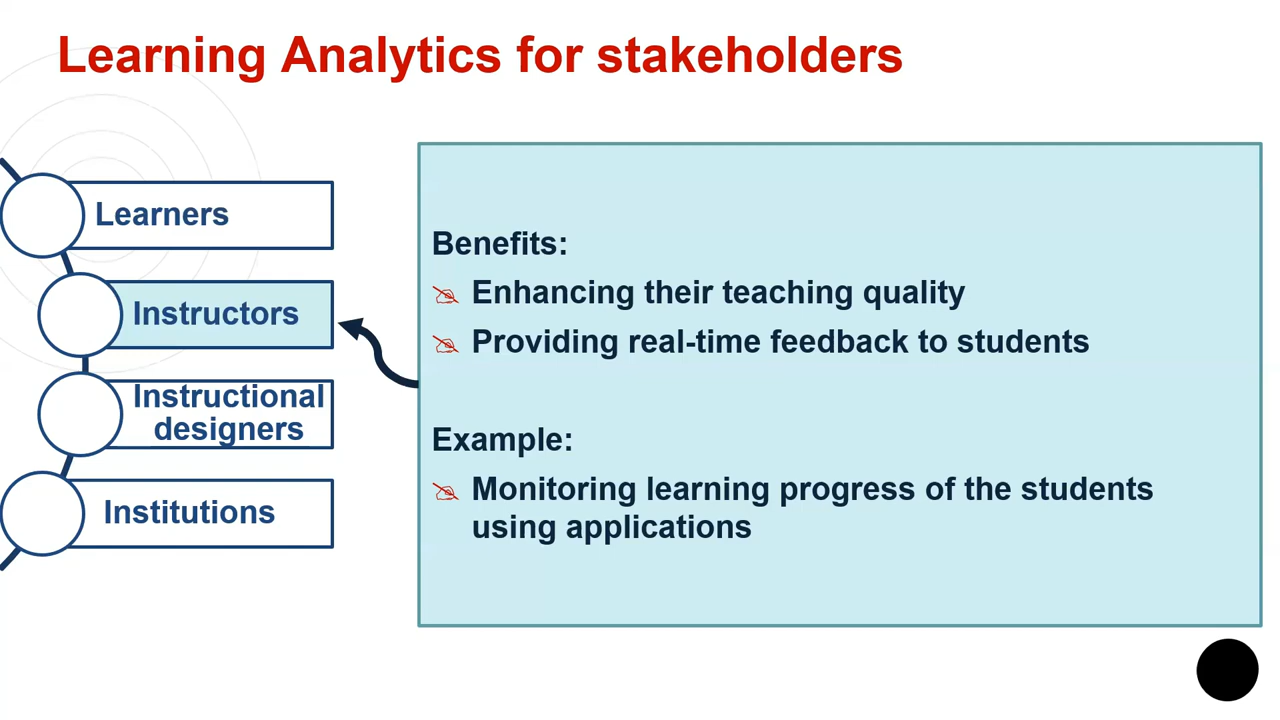 Learning Analytics for stakeholders
Learners
Instructors
Instructional
designers
Institutions
Benefits:
Enhancing their teaching quality
Providing real-time feedback to students
Example:
Monitoring learning progress of the students
using applications